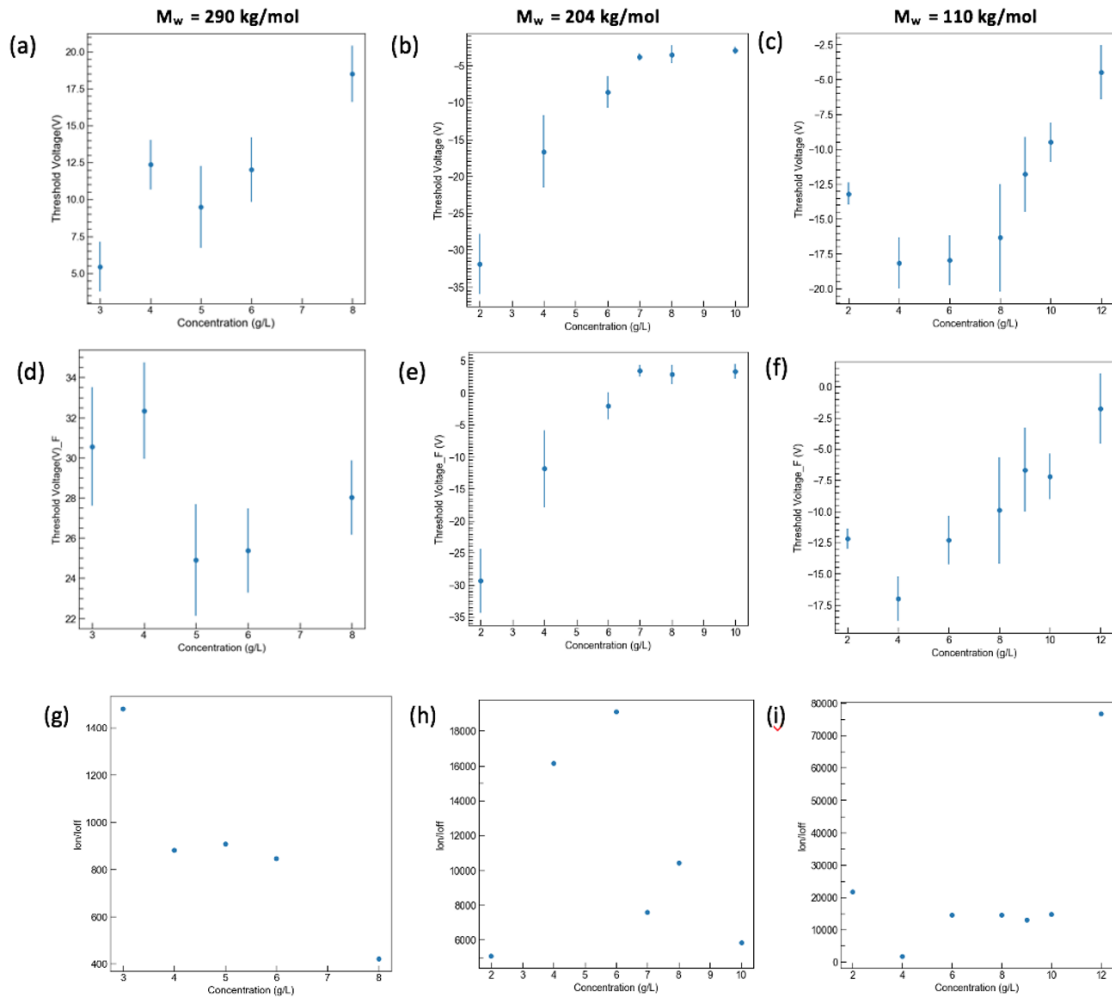 M_w = 290 kg/mol
M_w = 204 kg/mol
M_w = 110 kg/mol
(a)
Threshold Voltage(V)
20.0
17.5
15.0
12.5
10.0
7.5
5.0
3 4 5 6 7 8
Concentration (g/L)
(b)
Threshold Voltage (V)
−5
−10
−15
−20
−25
−30
−35
2 3 4 5 6 7 8 9 10
Concentration (g/L)
(c)
Threshold Voltage (V)
−2.5
−5.0
−7.5
−10.0
−12.5
−15.0
−17.5
−20.0
2 4 6 8 10 12
Concentration (g/L)
(d)
Threshold Voltage(V)_F
34
32
30
28
26
24
22
3 4 5 6 7 8
Concentration (g/L)
(e)
Threshold Voltage_F (V)
5
0
−5
−10
−15
−20
−25
−30
−35
2 3 4 5 6 7 8 9 10
Concentration (g/L)
(f)
Threshold Voltage_F (V)
0.0
−2.5
−5.0
−7.5
−10.0
−12.5
−15.0
−17.5
2 4 6 8 10 12
Concentration (g/L)
(g)
Ion/Ioff
1400
1200
1000
800
600
400
3 4 5 6 7 8
Concentration (g/L)
(h)
Ion/Ioff
18000
16000
14000
12000
10000
8000
6000
2 3 4 5 6 7 8 9 10
Concentration (g/L)
(i)
Ion/Ioff
80000
70000
60000
50000
40000
30000
20000
10000
0
2 4 6 8 10 12
Concentration (g/L)